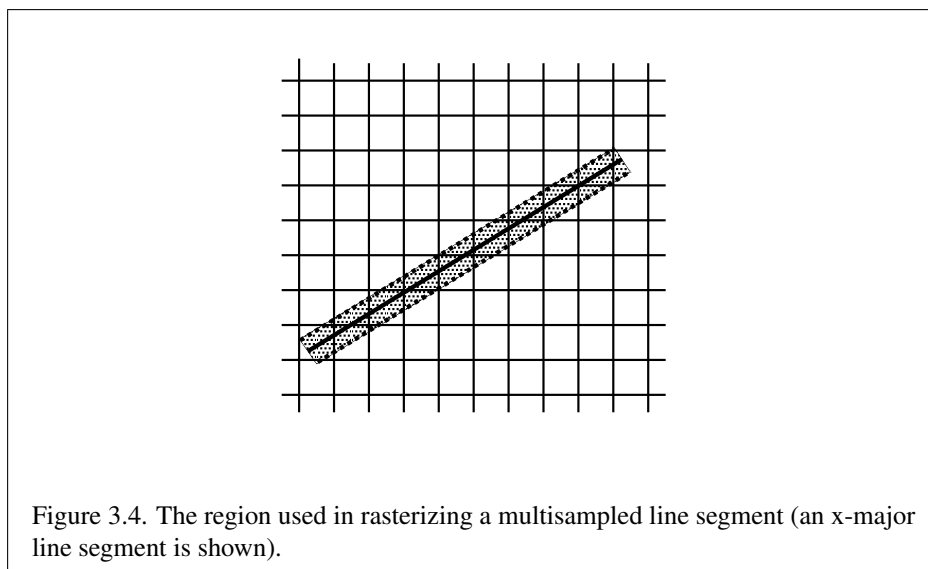 Figure 3.4. The region used in rasterizing a multisampled line segment (an x-major
line segment is shown).